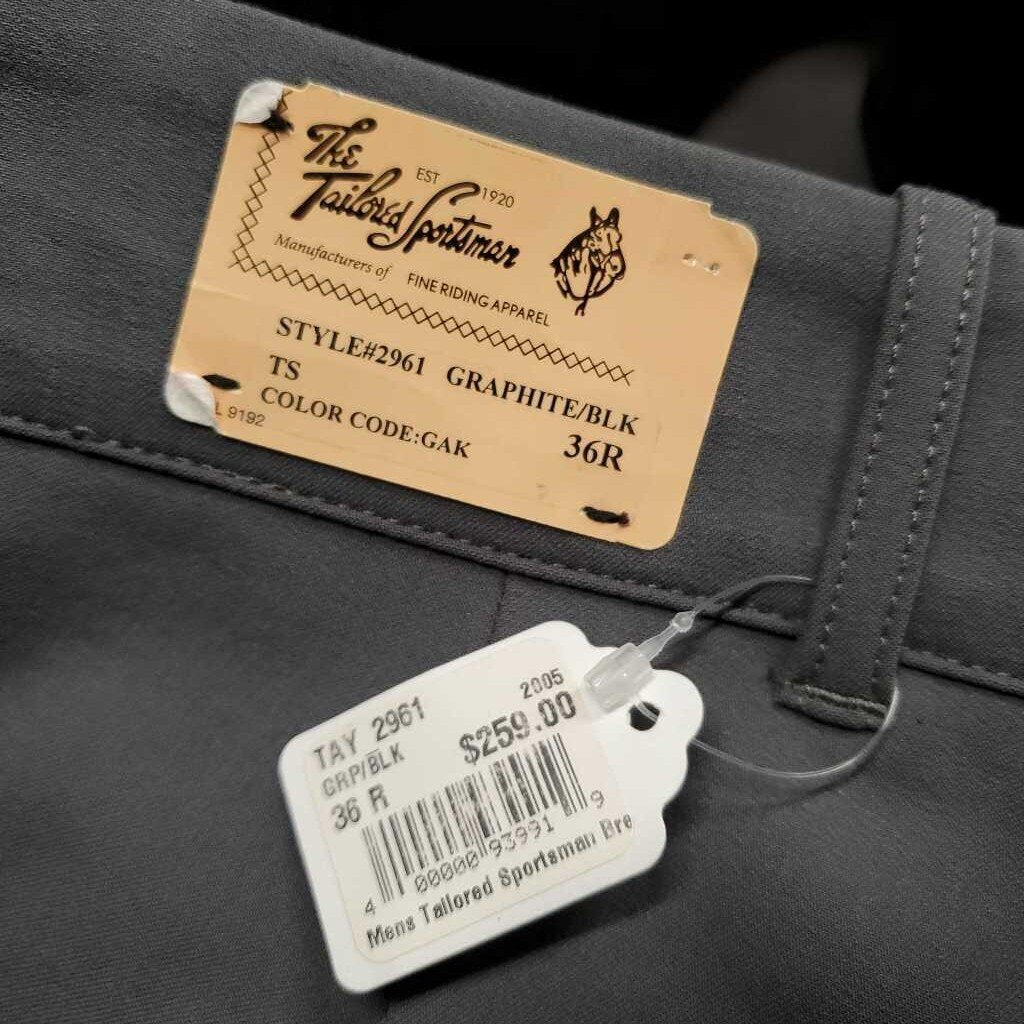 The
EST 1920
Tailored Sportsman
Manufacturers of FINE RIDING APPAREL
STYLE#2961 GRAPHITE/BLK
TS
COLOR CODE:GAK 36R
9192
2005
TAY 2961 $259.00
GRP/BLK
36 R
4 00000 93991 9
Mens Tailored Sportsman Bre